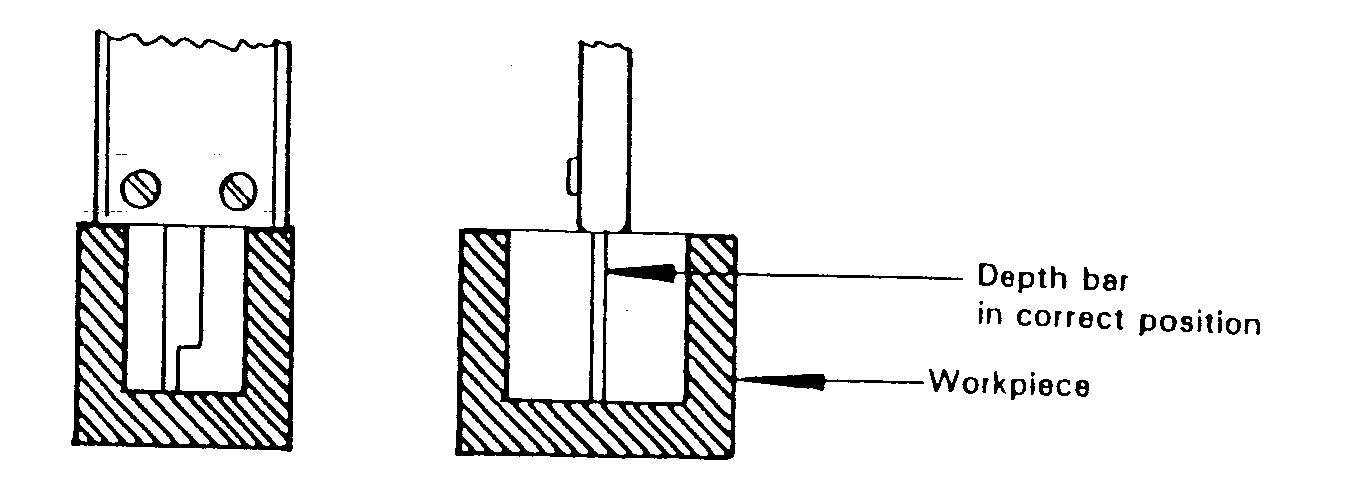 Depth bar
in correct position
Workpiece